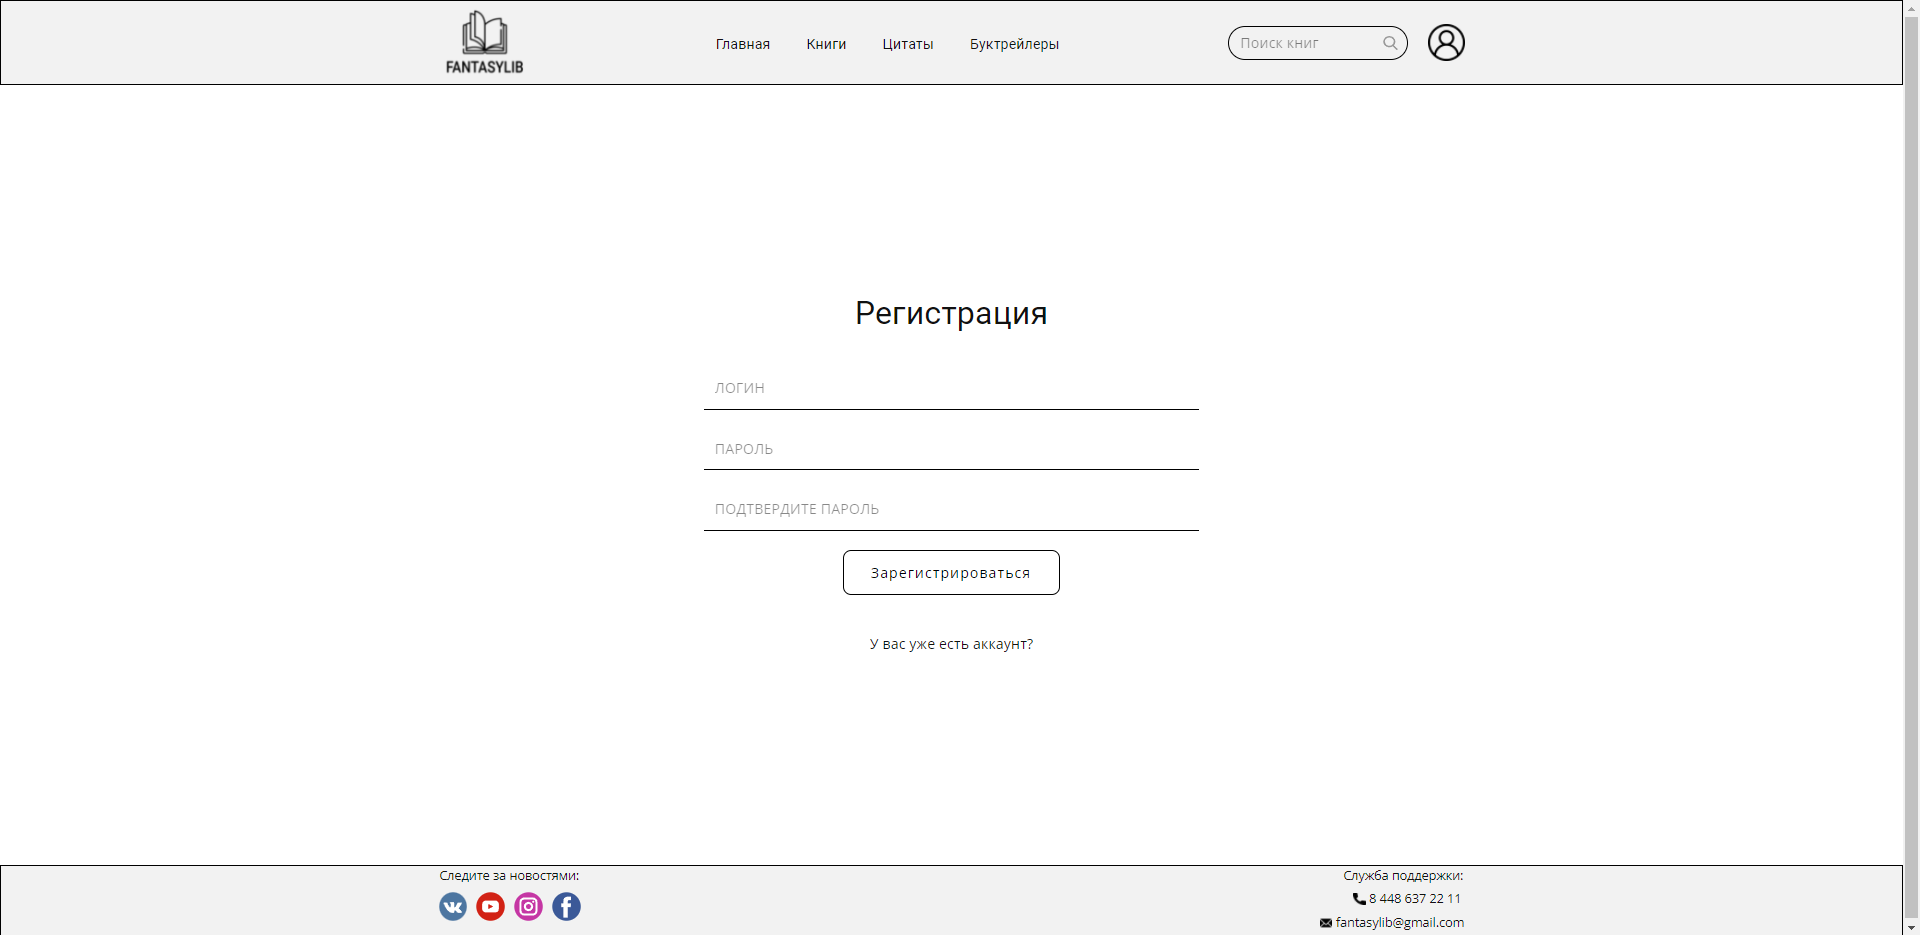 FANTASYLIB
Главная Книги Цитаты Буктрейлеры
Поиск книг
Регистрация
ЛОГИН
ПАРОЛЬ
ПОДТВЕРДИТЕ ПАРОЛЬ
Зарегистрироваться
У вас уже есть аккаунт?
Следите за новостями:
Служба поддержки:
8 448 637 22 11
fantasylib@gmail.com